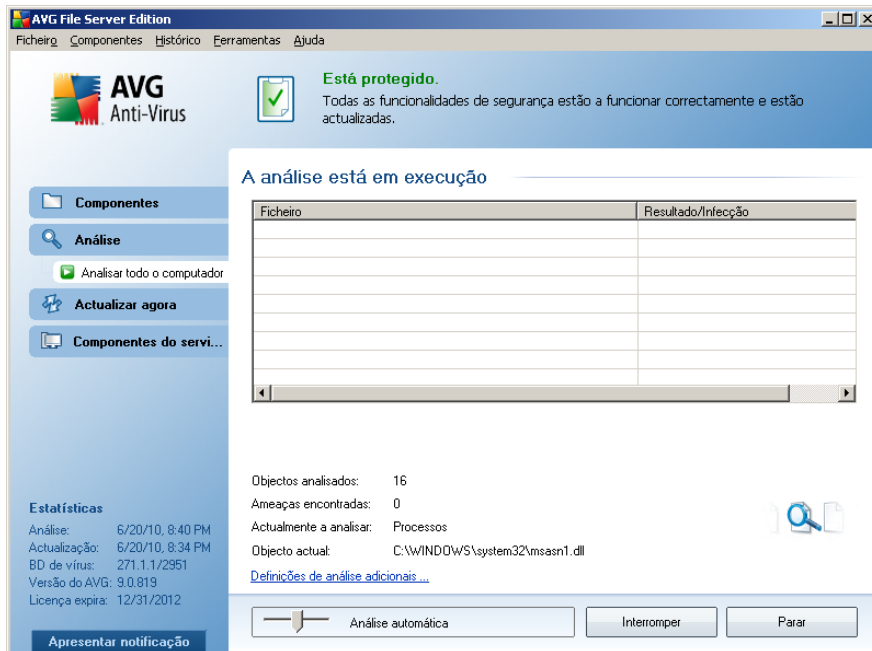 AVG File Server Edition
Ficheiro Componentes Histórico Ferramentas Ajuda
AVG
Anti-Virus
Está protegido.
Todas as funcionalidades de segurança estão a funcionar correctamente e estão
actualizadas.
Componentes
Análise
Analisar todo o computador
Actualizar agora
Componentes do servi...
A análise está em execução
Ficheiro Resultado/Infecção
Objectos analisados: 16
Ameaças encontradas: 0
Actualmente a analisar: Processos
Objecto actual: C:\WINDOWS\system32\msasn1.dll
Definições de análise adicionais ...
Estatísticas
Análise: 6/20/10, 8:40 PM
Actualização: 6/20/10, 8:34 PM
BD de vírus: 271.1.1/2951
Versão do AVG: 9.0.819
Licença expira: 12/31/2012
Apresentar notificação
Análise automática
Interromper
Parar